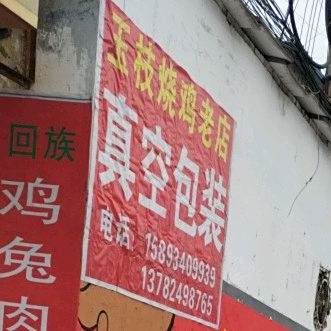 玉枝烧鸡老店
真空包装
电话 15893409939
13782498765
回族
鸡
兔
肉